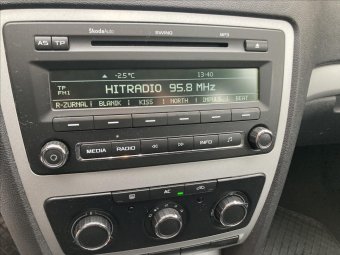 ŠkodaAuto SWING MP3
AS TP
-2.5°C 13:40
TP
FM1
HITRADIO 95.8 MHz
R-ZURNAL BLANIK KISS NORTH IMPULS BEAT
MEDIA RADIO INFO
AC